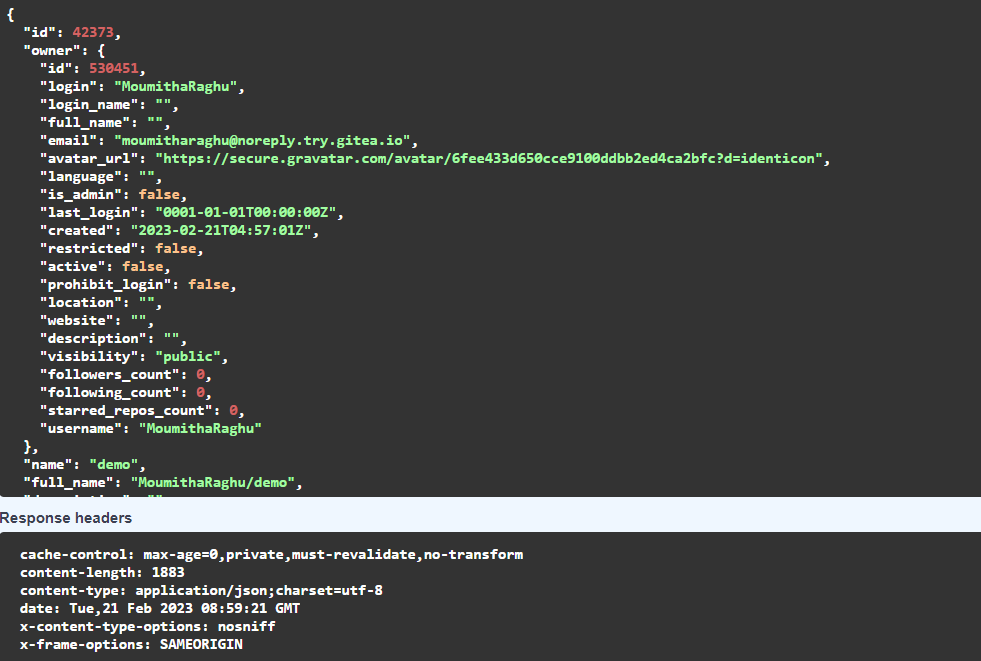 {
"id": 42373,
"owner": {
"id": 530451,
"login": "MoumithaRaghu",
"login_name": "",
"full_name": "",
"email": "moumitharaghu@noreply.try.gitea.io",
"avatar_url": "https://secure.gravatar.com/avatar/6fee433d650cce9100ddbb2ed4ca2bfc?d=identicon",
"language": "",
"is_admin": false,
"last_login": "0001-01-01T00:00:00Z",
"created": "2023-02-21T04:57:01Z",
"restricted": false,
"active": false,
"prohibit_login": false,
"location": "",
"website": "",
"description": "",
"visibility": "public",
"followers_count": 0,
"following_count": 0,
"starred_repos_count": 0,
"username": "MoumithaRaghu"
},
"name": "demo",
"full_name": "MoumithaRaghu/demo",
Response headers
cache-control: max-age=0,private,must-revalidate,no-transform
content-length: 1883
content-type: application/json;charset=utf-8
date: Tue,21 Feb 2023 08:59:21 GMT
x-content-type-options: nosniff
x-frame-options: SAMEORIGIN